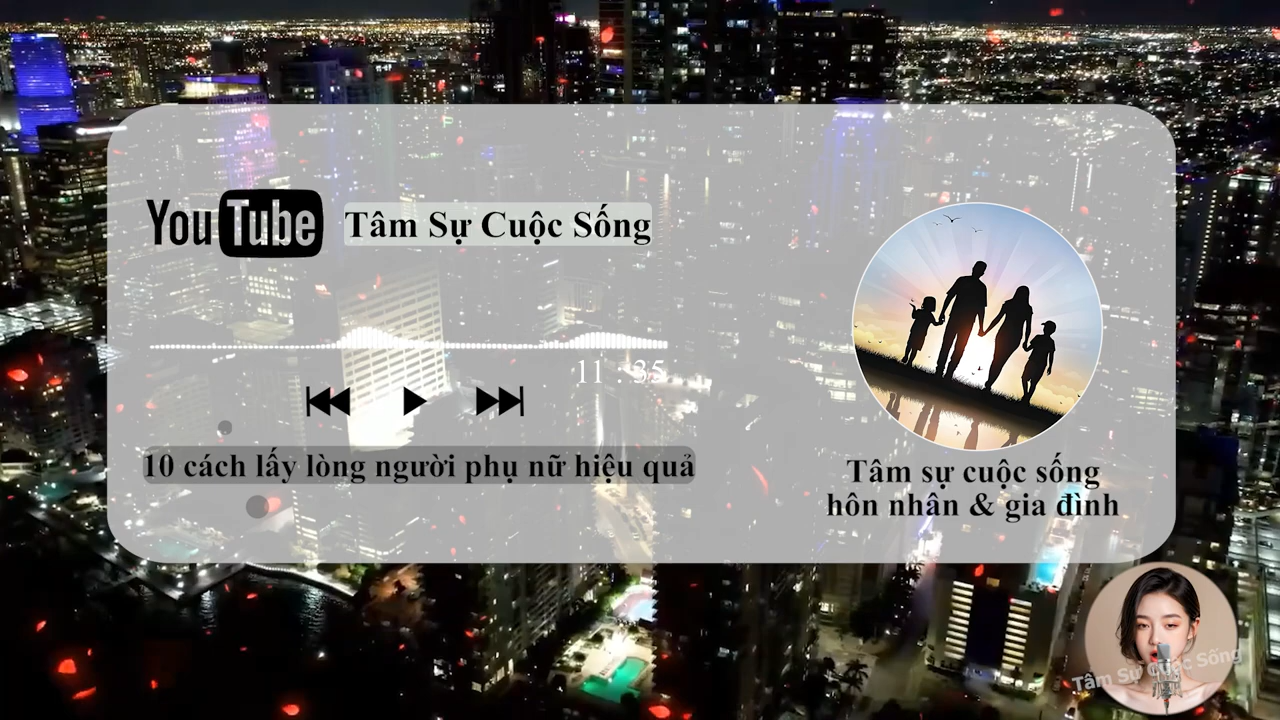 YouTube
Tâm Sự Cuộc Sống
11 : 35
10 cách lấy lòng người phụ nữ hiệu quả
Tâm sự cuộc sống
hôn nhân & gia đình
Tâm Sự Cuộc Sống